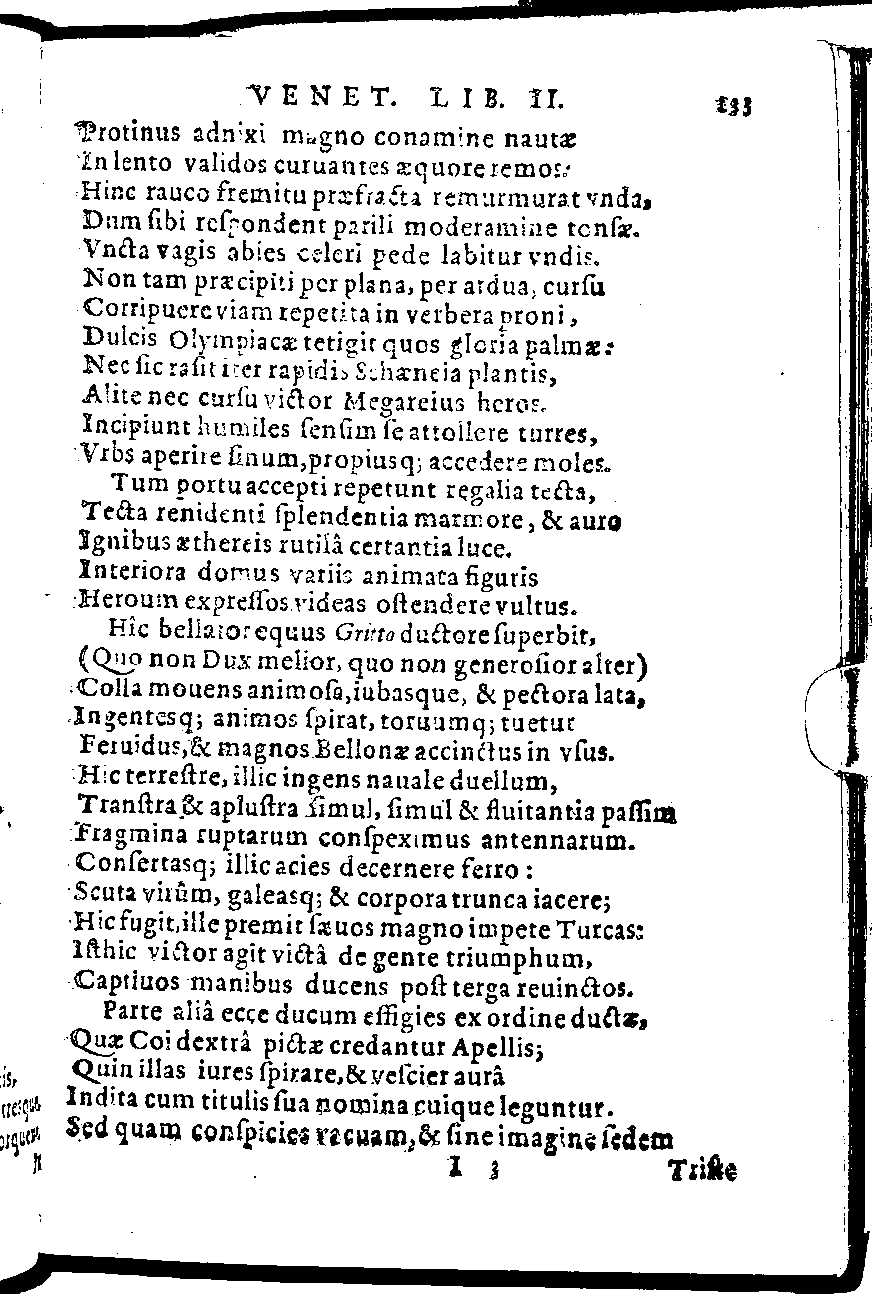 VENET. LIB. II. 133
Protinus adnixi magno conamine nautæ
In lento validos curuantes æquore remos:
Hinc rauco fremitu præfracta remurmurat vnda,
Dum ſibi reſpondent parili moderamine tonſæ.
Vncta vagis abies celeri pede labitur vndis.
Non tam præcipiti per plana, per ardua, curſu
Corripuere viam repetita in verbera proni,
Dulcis Olympiacæ tetigit quos gloria palmæ:
Nec ſic raſit iter rapidis Schæneia plantis,
Alite nec curſu victor Megareius heros.
Incipiunt humiles ſenſim ſe attollere turres,
Vrbs aperire ſinum, propiusq; accedere moles.
Tum portu accepti repetunt regalia tecta,
Tecta renidenti ſplendentia marmore, & auro
Ignibus æthereis rutilâ certantia luce.
Interiora domus variis animata figuris
Heroum expreſſos videas oſtendere vultus.
Hîc bellator equus Gritto ductore ſuperbit,
(Quo non Dux melior, quo non generoſior alter)
Colla mouens animoſa, iubasque, & pectora lata,
Ingentesq; animos ſpirat, toruumq; tuetur
Feruidus, & magnos Bellonæ accinctus in vſus.
Hic terreſtre, illic ingens nauale duellum,
Tranſtra & apluſtra ſimul, ſimul & fluitantia paſſim
Fragmina ruptarum conſpeximus antennarum.
Conſertasq; illic acies decernere ferro:
Scuta virûm, galeasq; & corpora trunca iacere;
Hic fugit, ille premit ſæuos magno impete Turcas:
Iſthic victor agit victâ de gente triumphum,
Captiuos manibus ducens poſt terga reuinctos.
Parte aliâ ecce ducum effigies ex ordine ductæ,
Quæ Coi dextrâ pictæ credantur Apellis;
Quin illas iures ſpirare, & veſcier aurâ
Indita cum titulis ſua nomina cuique leguntur.
Sed quam conſpicies vacuam, & ſine imagine ſedem
I 3 Triſte